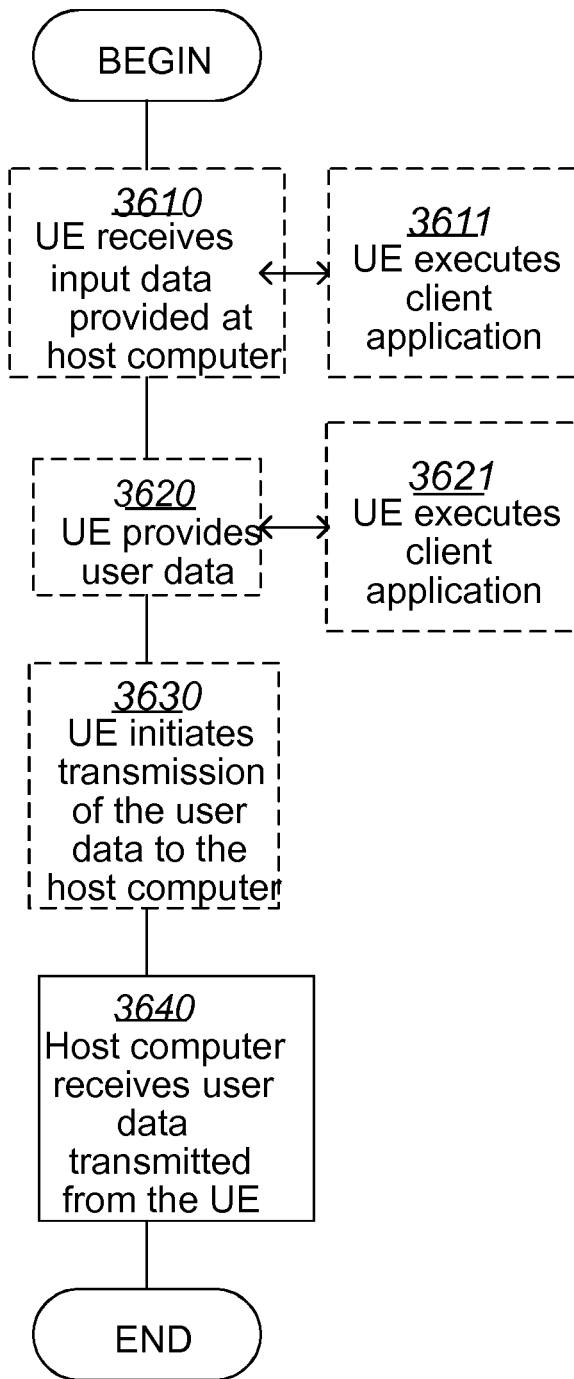 BEGIN
3610
UE receives
input data
provided at
host computer
3611
UE executes
client
application
3620
UE provides
user data
3621
UE executes
client
application
3630
UE initiates
transmission
of the user
data to the
host computer
3640
Host computer
receives user
data
transmitted
from the UE
END